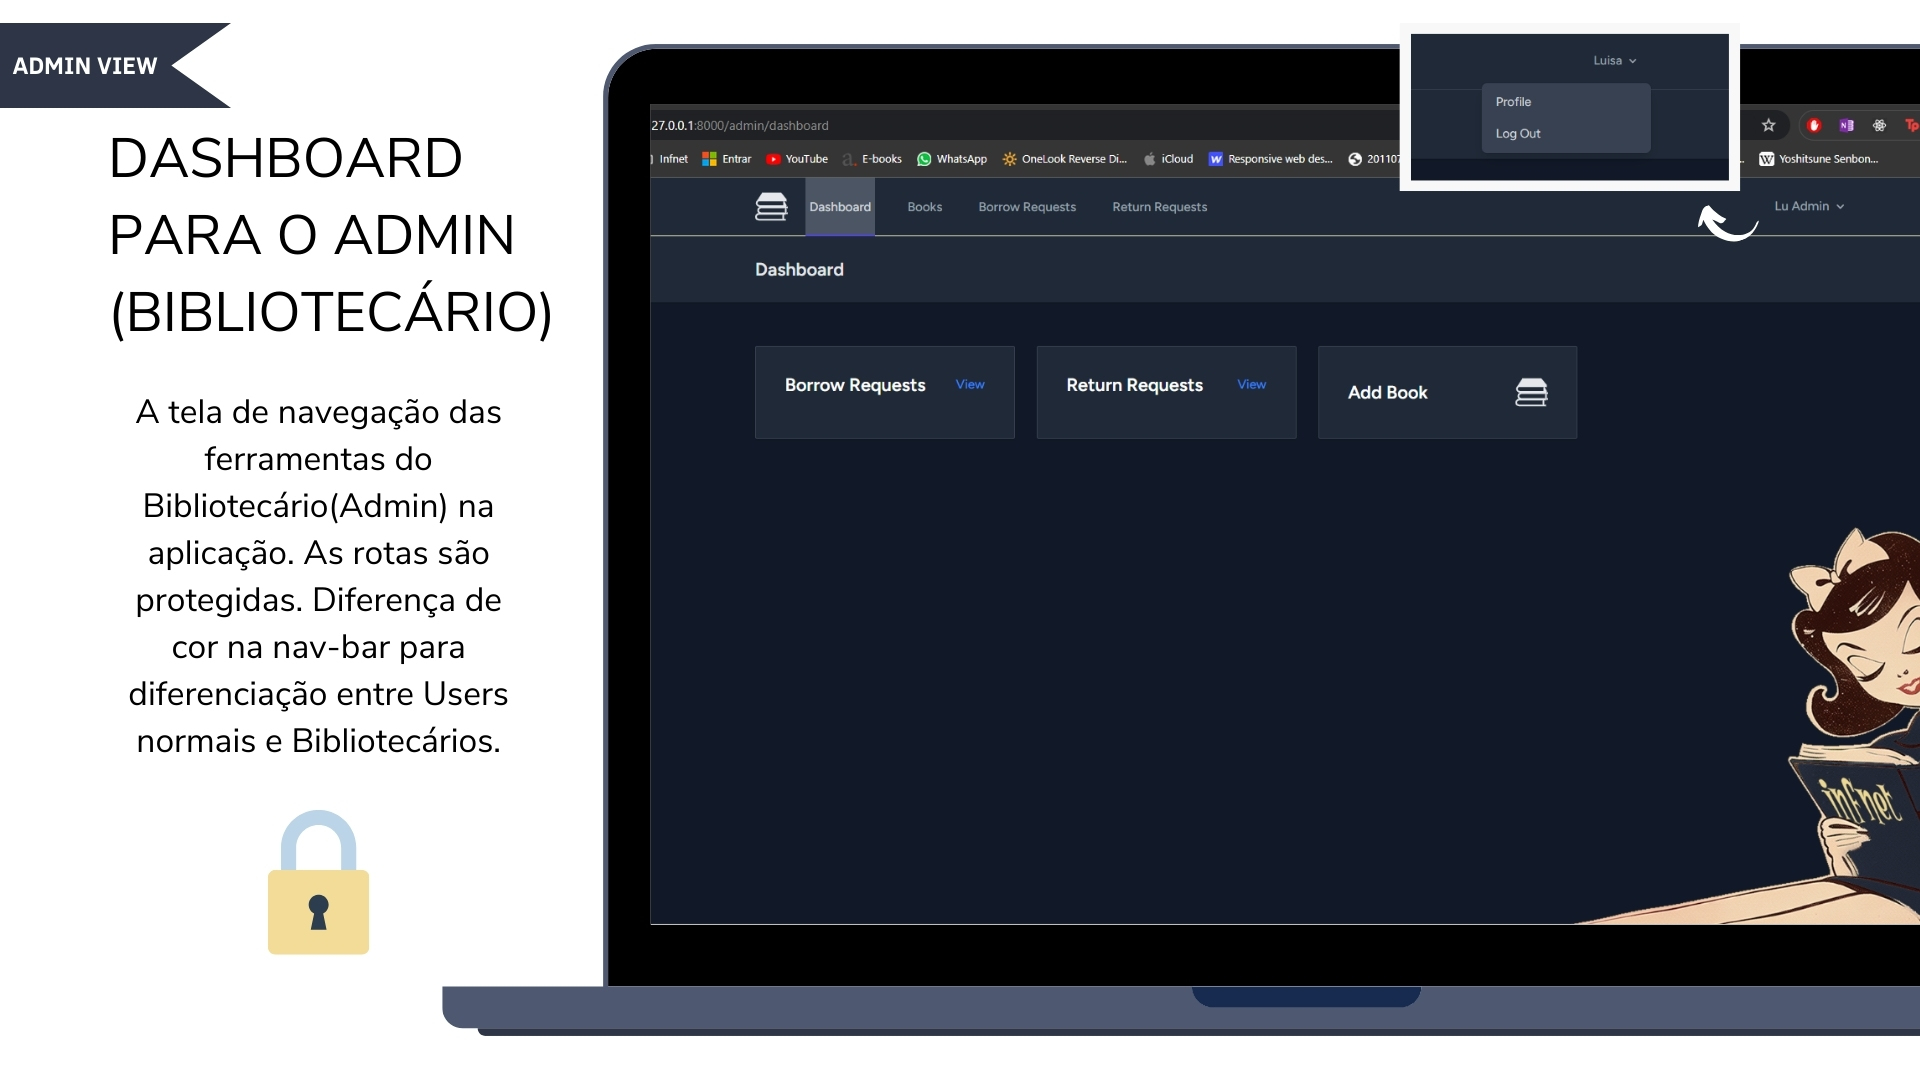 ADMIN VIEW
DASHBOARD
PARA O ADMIN
(BIBLIOTECÁRIO)
A tela de navegação das
ferramentas do
Bibliotecário(Admin) na
aplicação. As rotas são
protegidas. Diferença de
cor na nav-bar para
diferenciação entre Users
normais e Bibliotecários.
Luisa
Profile
Log Out
27.0.0.1:8000/admin/dashboard
Infnet Entrar YouTube a. E-books WhatsApp OneLook Reverse Di... iCloud W Responsive web des... 201107 W Yoshitsune Senbon...
Dashboard Books Borrow Requests Return Requests Lu Admin
Dashboard
Borrow Requests View
Return Requests View
Add Book
infnet